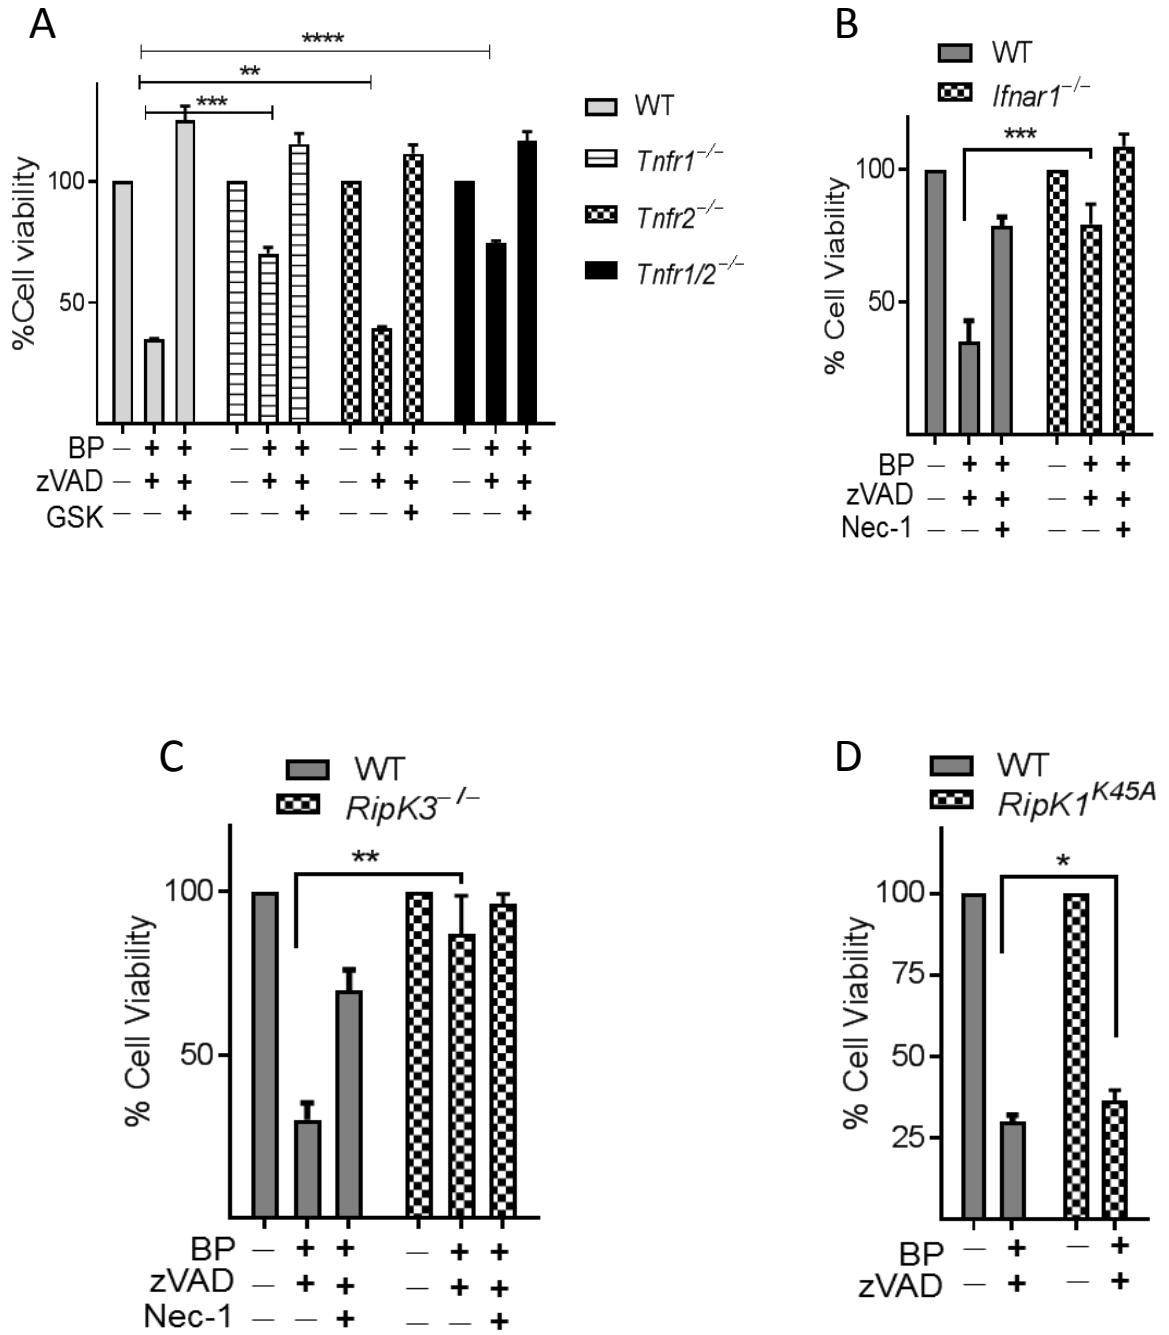 A
****
**
***
%Cell viability
100
50
BP − + + − + + − + + − + +
zVAD − + + − + + − + + − + +
GSK − − + − − + − − + − − +
WT
Tnfr1−/−
Tnfr2−/−
Tnfr1/2−/−
B
WT
Ifnar1−/−
***
% Cell Viability
100
50
BP − + + − + +
zVAD − + + − + +
Nec-1 − − + − − +
C
WT
RipK3−/−
**
% Cell Viability
100
50
BP − + + − + +
zVAD − + + − + +
Nec-1 − − + − − +
D
WT
RipK1K45A
*
% Cell Viability
100
75
50
25
BP − + − +
zVAD − + − +